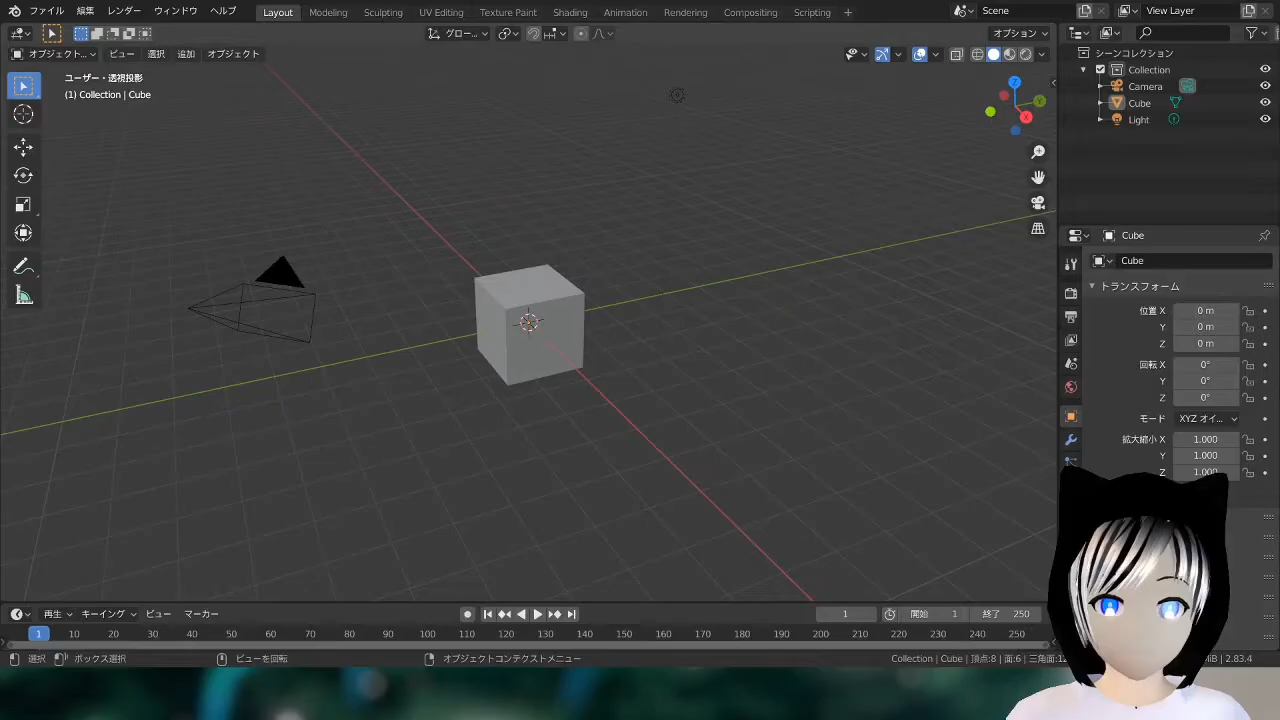 ファイル 編集 レンダー ウィンドウ ヘルプ Layout Modeling Sculpting UV Editing Texture Paint Shading Animation Rendering Compositing Scripting + Scene View Layer
グロー... オプション
オブジェクト... ビュー 選択 追加 オブジェクト
ユーザー・透視投影
(1) Collection | Cube
シーンコレクション
Collection
Camera
Cube
Light
Z
Y
X
Cube
Cube
トランスフォーム
位置 X 0 m
Y 0 m
Z 0 m
回転 X 0°
Y 0°
Z 0°
モード XYZ オイ...
拡大縮小 X 1.000
Y 1.000
Z 1.000
再生 キーイング ビュー マーカー 1 開始 1 終了 250
1 10 20 30 40 50 60 70 80 90 100 110 120 130 140 150 160 170 180 190 200 210 220 230 240 250
選択 ボックス選択 ビューを回転 オブジェクトコンテクストメニュー Collection | Cube | 頂点:8 | 面:6 | 三角面:12 iB | 2.83.4